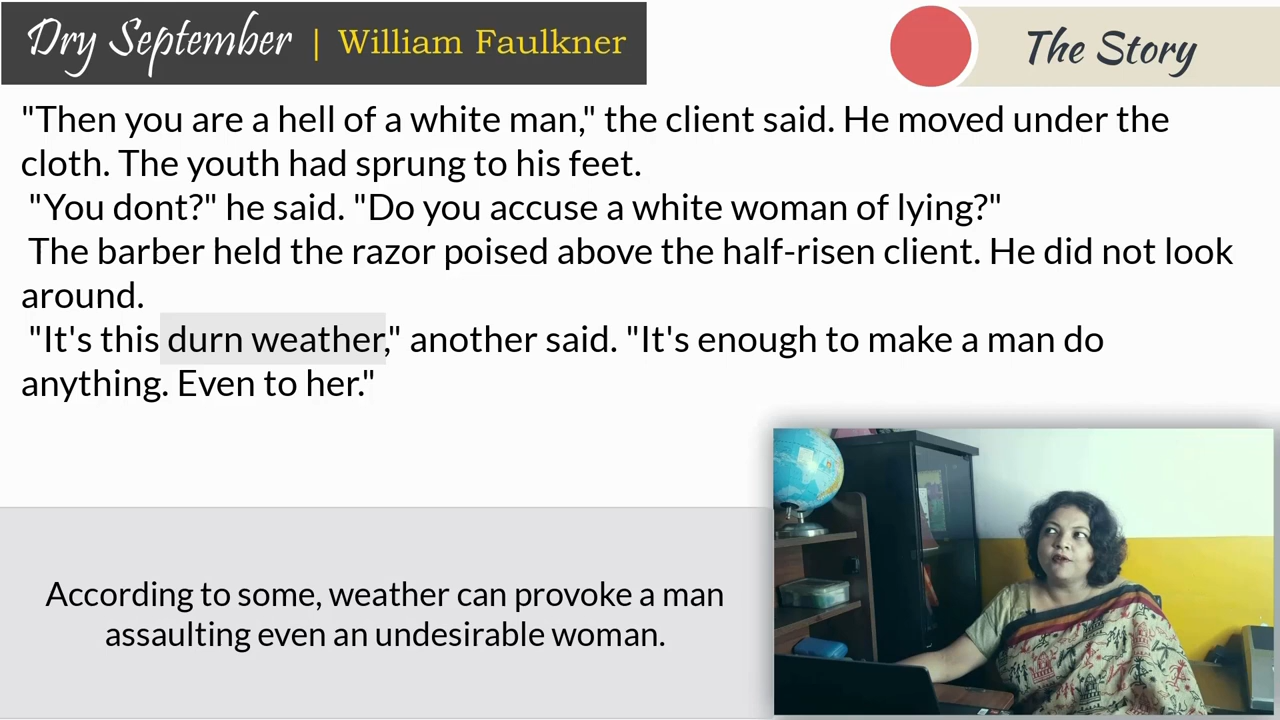 Dry September | William Faulkner
The Story
"Then you are a hell of a white man," the client said. He moved under the
cloth. The youth had sprung to his feet.
"You dont?" he said. "Do you accuse a white woman of lying?"
The barber held the razor poised above the half-risen client. He did not look
around.
"It's this durn weather," another said. "It's enough to make a man do
anything. Even to her."
According to some, weather can provoke a man
assaulting even an undesirable woman.